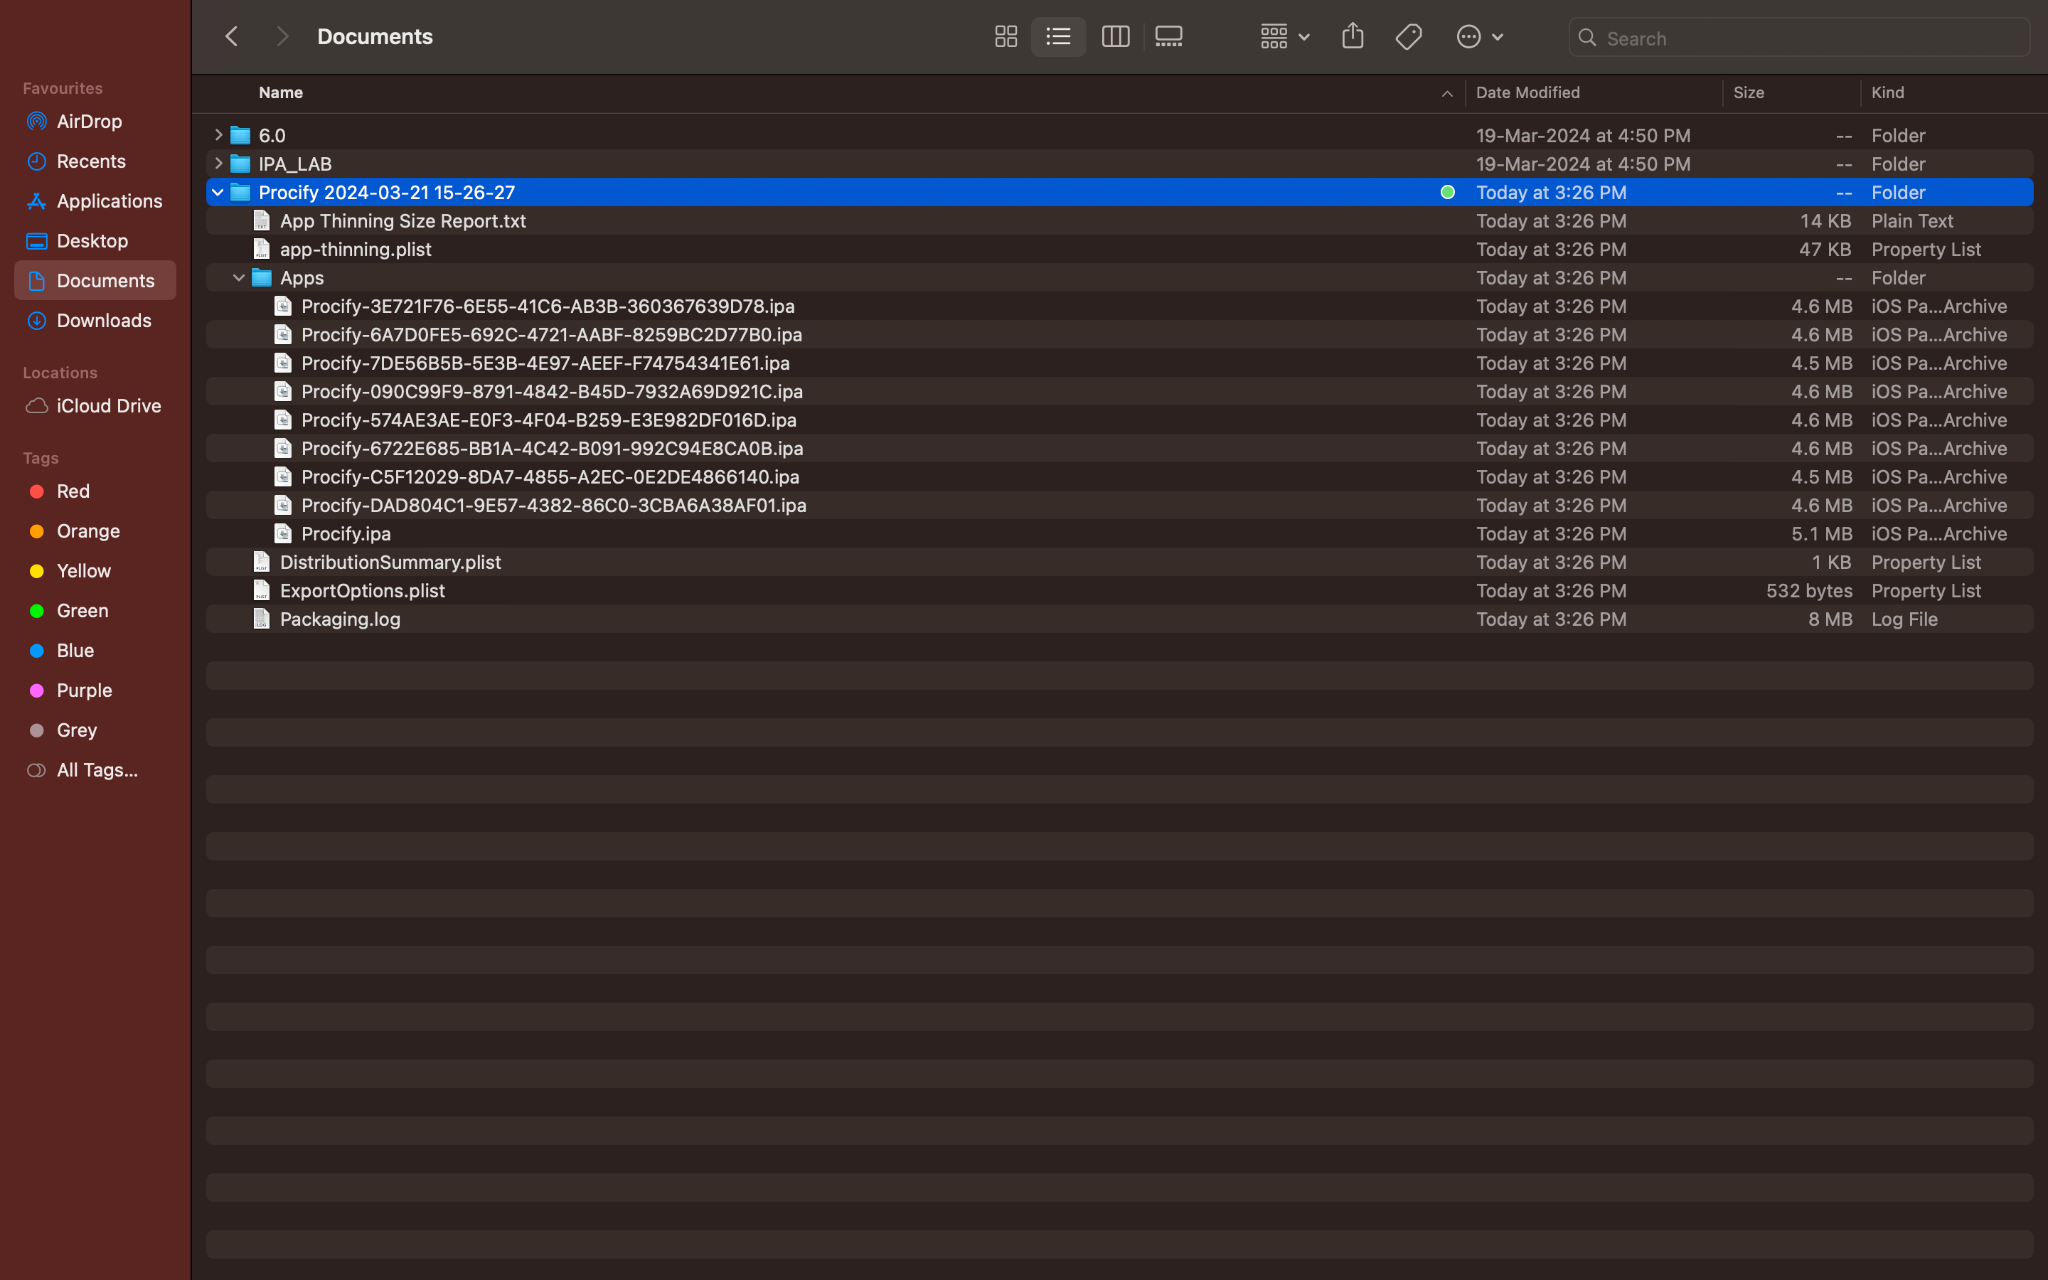 Documents
Search
Favourites
AirDrop
Recents
Applications
Desktop
Documents
Downloads
Locations
iCloud Drive
Tags
Red
Orange
Yellow
Green
Blue
Purple
Grey
All Tags...
Name Date Modified Size Kind
6.0 19-Mar-2024 at 4:50 PM -- Folder
IPA_LAB 19-Mar-2024 at 4:50 PM -- Folder
Procify 2024-03-21 15-26-27 Today at 3:26 PM -- Folder
App Thinning Size Report.txt Today at 3:26 PM 14 KB Plain Text
app-thinning.plist Today at 3:26 PM 47 KB Property List
Apps Today at 3:26 PM -- Folder
Procify-3E721F76-6E55-41C6-AB3B-360367639D78.ipa Today at 3:26 PM 4.6 MB iOS Pa...Archive
Procify-6A7D0FE5-692C-4721-AABF-8259BC2D77B0.ipa Today at 3:26 PM 4.6 MB iOS Pa...Archive
Procify-7DE56B5B-5E3B-4E97-AEEF-F74754341E61.ipa Today at 3:26 PM 4.5 MB iOS Pa...Archive
Procify-090C99F9-8791-4842-B45D-7932A69D921C.ipa Today at 3:26 PM 4.6 MB iOS Pa...Archive
Procify-574AE3AE-E0F3-4F04-B259-E3E982DF016D.ipa Today at 3:26 PM 4.6 MB iOS Pa...Archive
Procify-6722E685-BB1A-4C42-B091-992C94E8CA0B.ipa Today at 3:26 PM 4.6 MB iOS Pa...Archive
Procify-C5F12029-8DA7-4855-A2EC-0E2DE4866140.ipa Today at 3:26 PM 4.5 MB iOS Pa...Archive
Procify-DAD804C1-9E57-4382-86C0-3CBA6A38AF01.ipa Today at 3:26 PM 4.6 MB iOS Pa...Archive
Procify.ipa Today at 3:26 PM 5.1 MB iOS Pa...Archive
DistributionSummary.plist Today at 3:26 PM 1 KB Property List
ExportOptions.plist Today at 3:26 PM 532 bytes Property List
Packaging.log Today at 3:26 PM 8 MB Log File